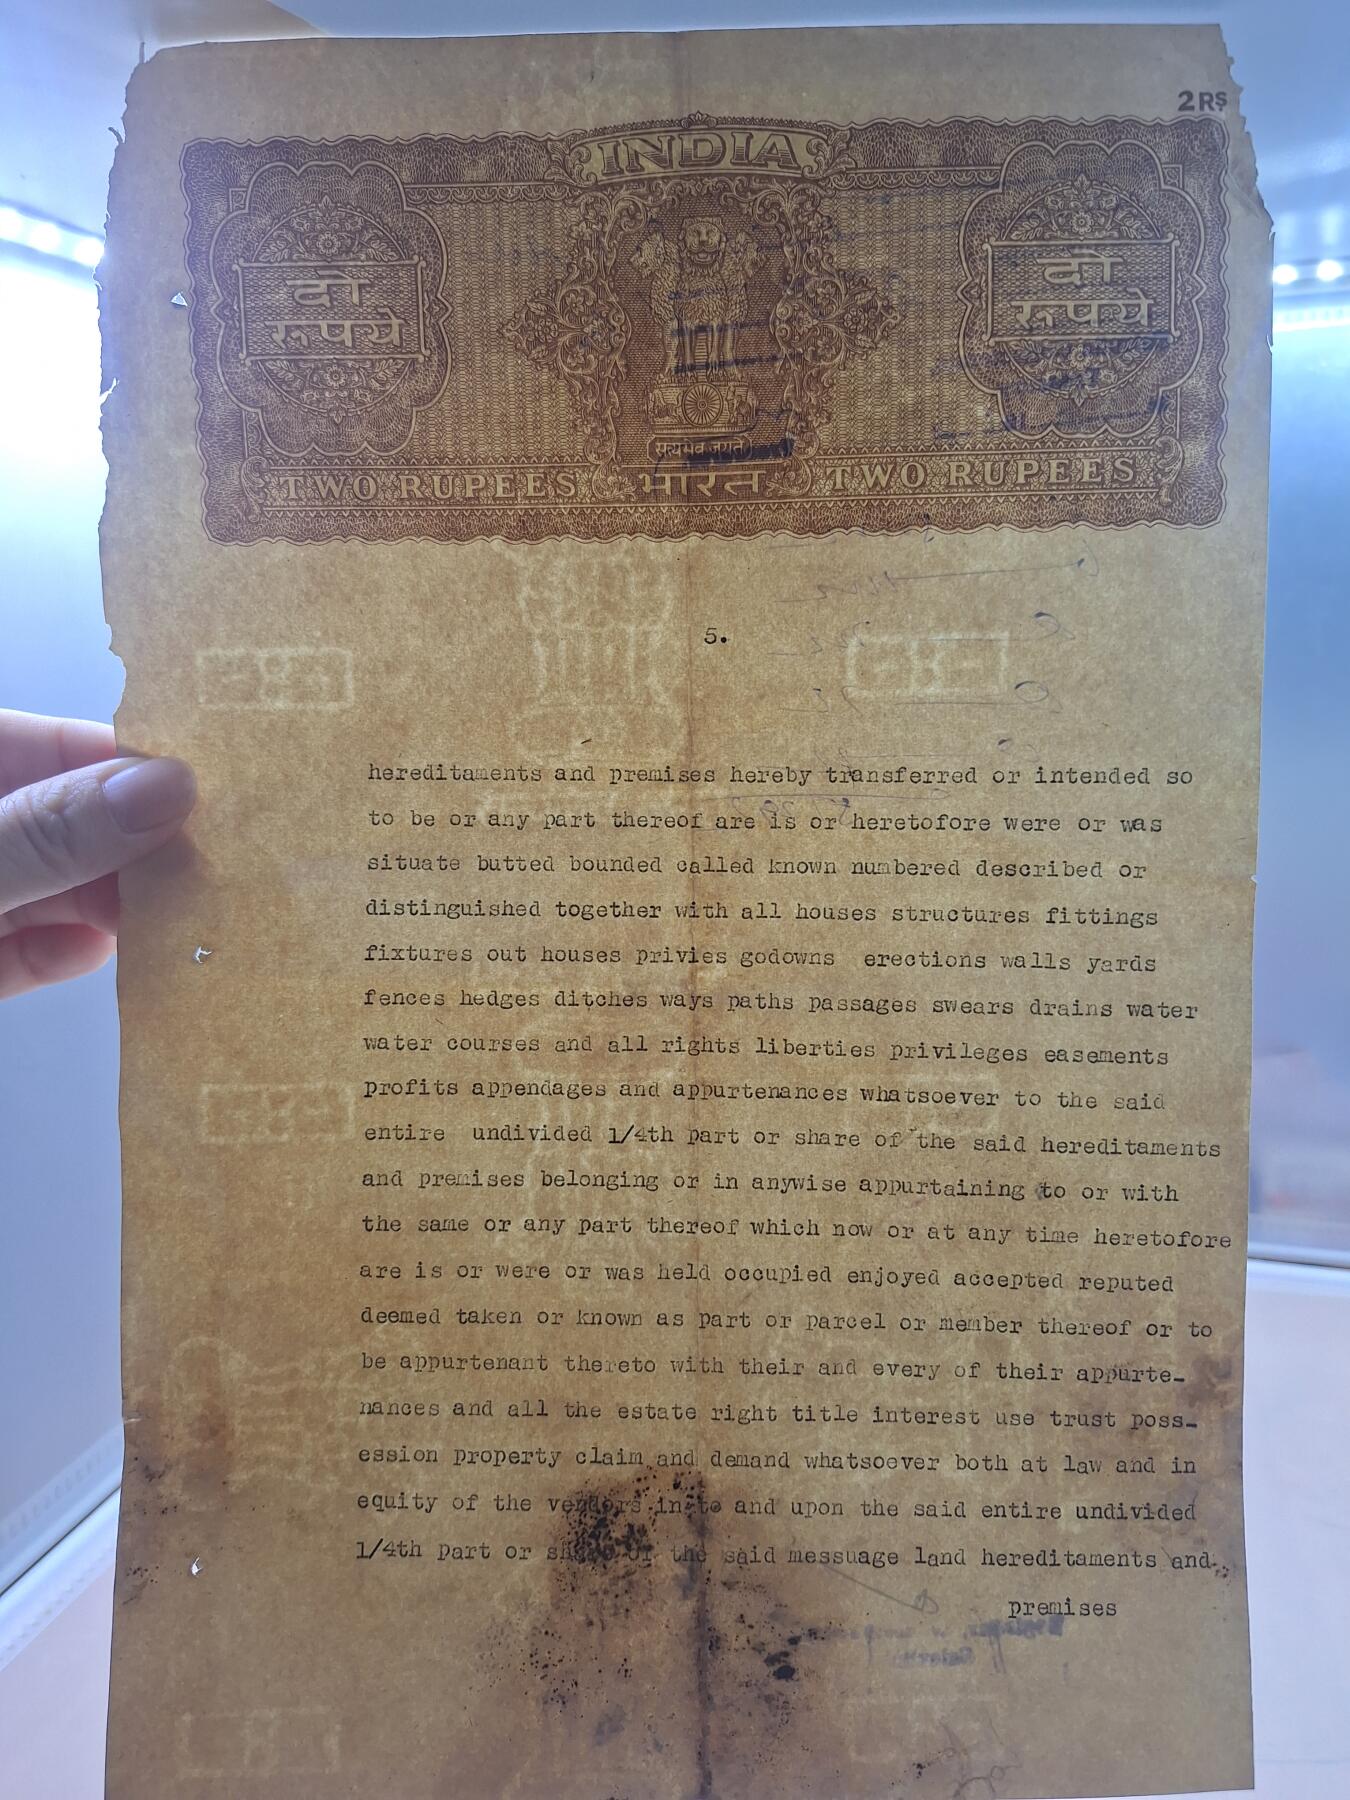 2 RS
INDIA
दो
रूपये
दो
रूपये
सत्यमेव जयते
TWO RUPEES भारत TWO RUPEES
5.
hereditaments and premises hereby transferred or intended so
to be or any part thereof are is or heretofore were or was
situate butted bounded called known numbered described or
distinguished together with all houses structures fittings
fixtures out houses privies godowns erections walls yards
fences hedges ditches ways paths passages swears drains water
water courses and all rights liberties privileges easements
profits appendages and appurtenances whatsoever to the said
entire undivided 1/4th part or share of the said hereditaments
and premises belonging or in anywise appurtaining to or with
the same or any part thereof which now or at any time heretofore
are is or were or was held occupied enjoyed accepted reputed
deemed taken or known as part or parcel or member thereof or to
be appurtenant thereto with their and every of their appurte-
nances and all the estate right title interest use trust poss-
ession property claim and demand whatsoever both at law and in
equity of the vendors in to and upon the said entire undivided
1/4th part or share of the said messuage land hereditaments and
premises